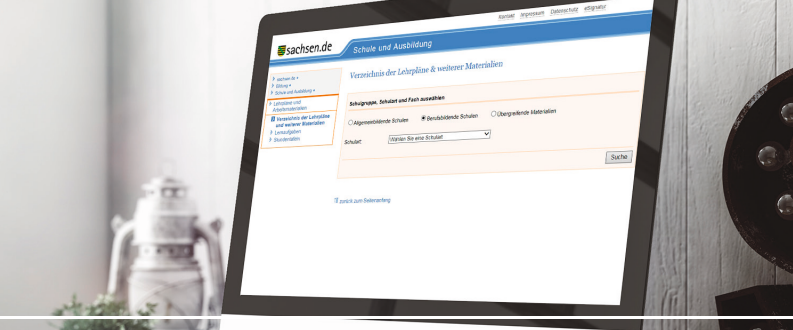 Kontakt Impressum Datenschutz eSignatur
sachsen.de
Schule und Ausbildung
sachsen.de
Bildung
Schule und Ausbildung
Lehrpläne und
Arbeitsmaterialien
Verzeichnis der Lehrpläne
und weiterer Materialien
Lernaufgaben
Stundentafeln
Verzeichnis der Lehrpläne & weiterer Materialien
Schulgruppe, Schulart und Fach auswählen
Allgemeinbildende Schulen Berufsbildende Schulen Übergreifende Materialien
Schulart: Wählen Sie eine Schulart
Suche
zurück zum Seitenanfang